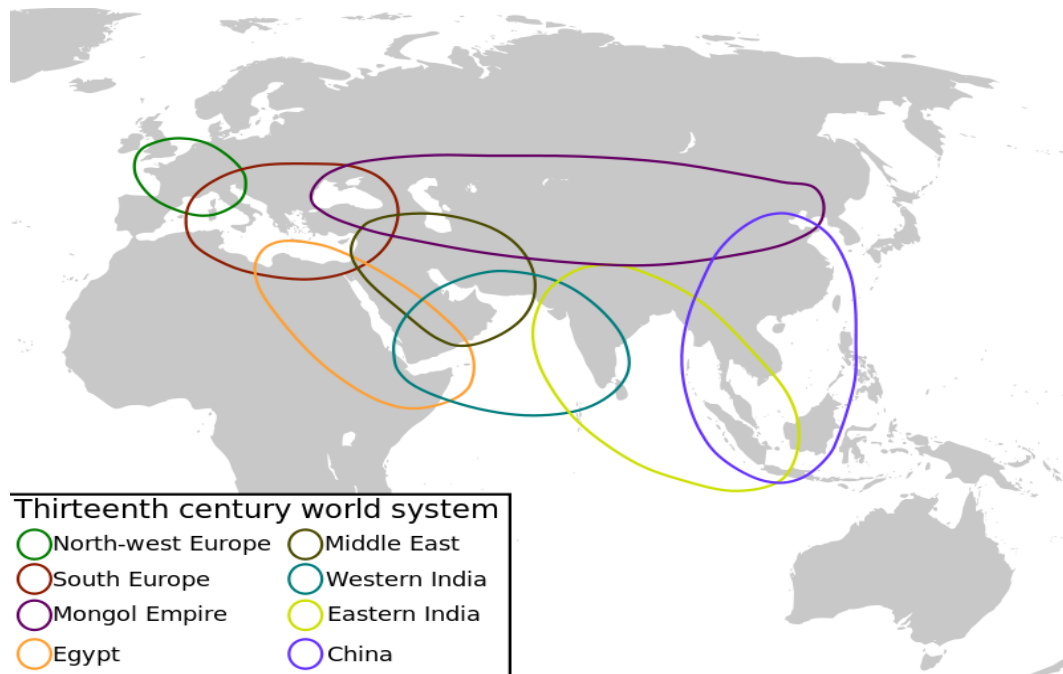 Thirteenth century world system
North-west Europe
South Europe
Mongol Empire
Egypt
Middle East
Western India
Eastern India
China